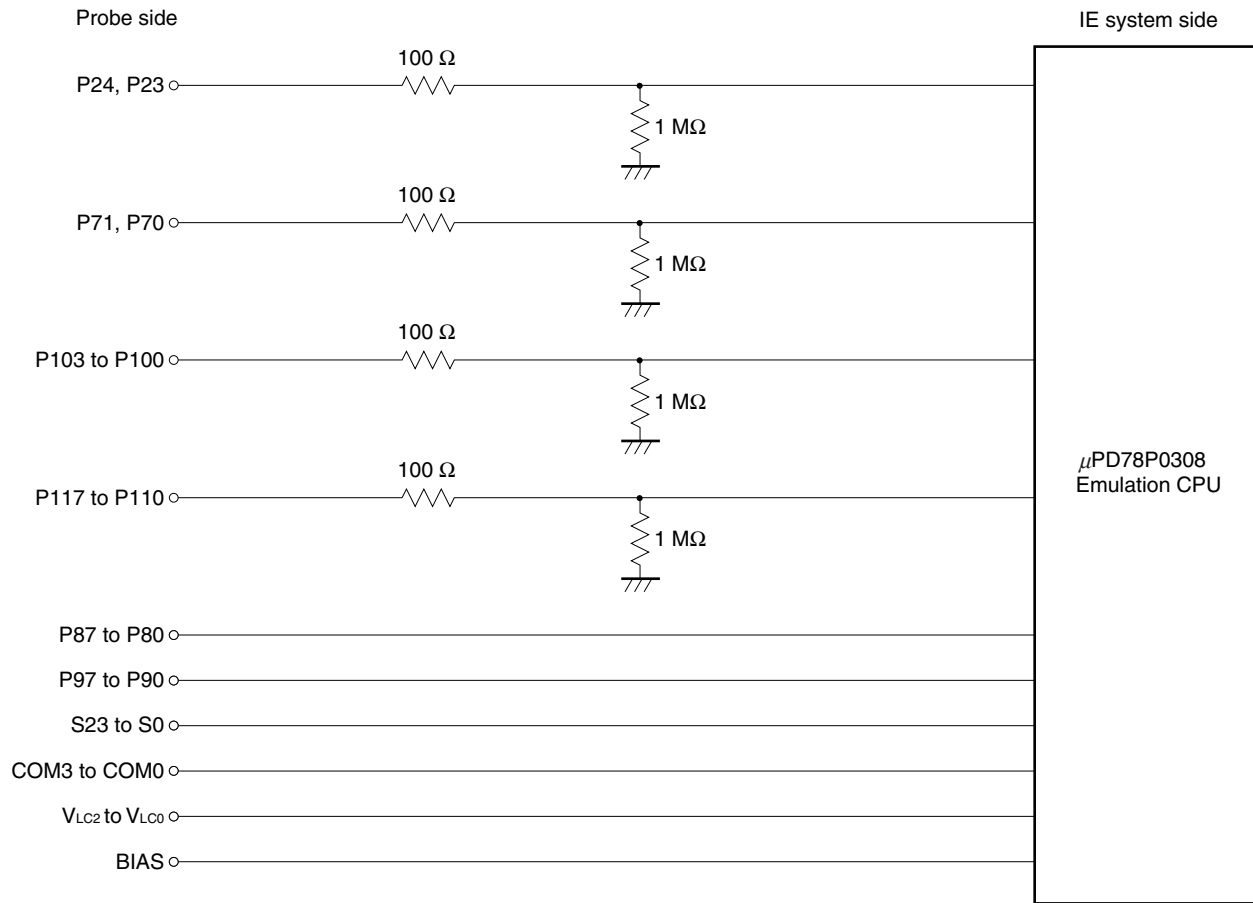 Probe side
IE system side
100 Ω
P24, P23
1 MΩ
100 Ω
P71, P70
1 MΩ
100 Ω
P103 to P100
1 MΩ
100 Ω
P117 to P110
1 MΩ
μPD78P0308
Emulation CPU
P87 to P80
P97 to P90
S23 to S0
COM3 to COM0
VLC2 to VLC0
BIAS